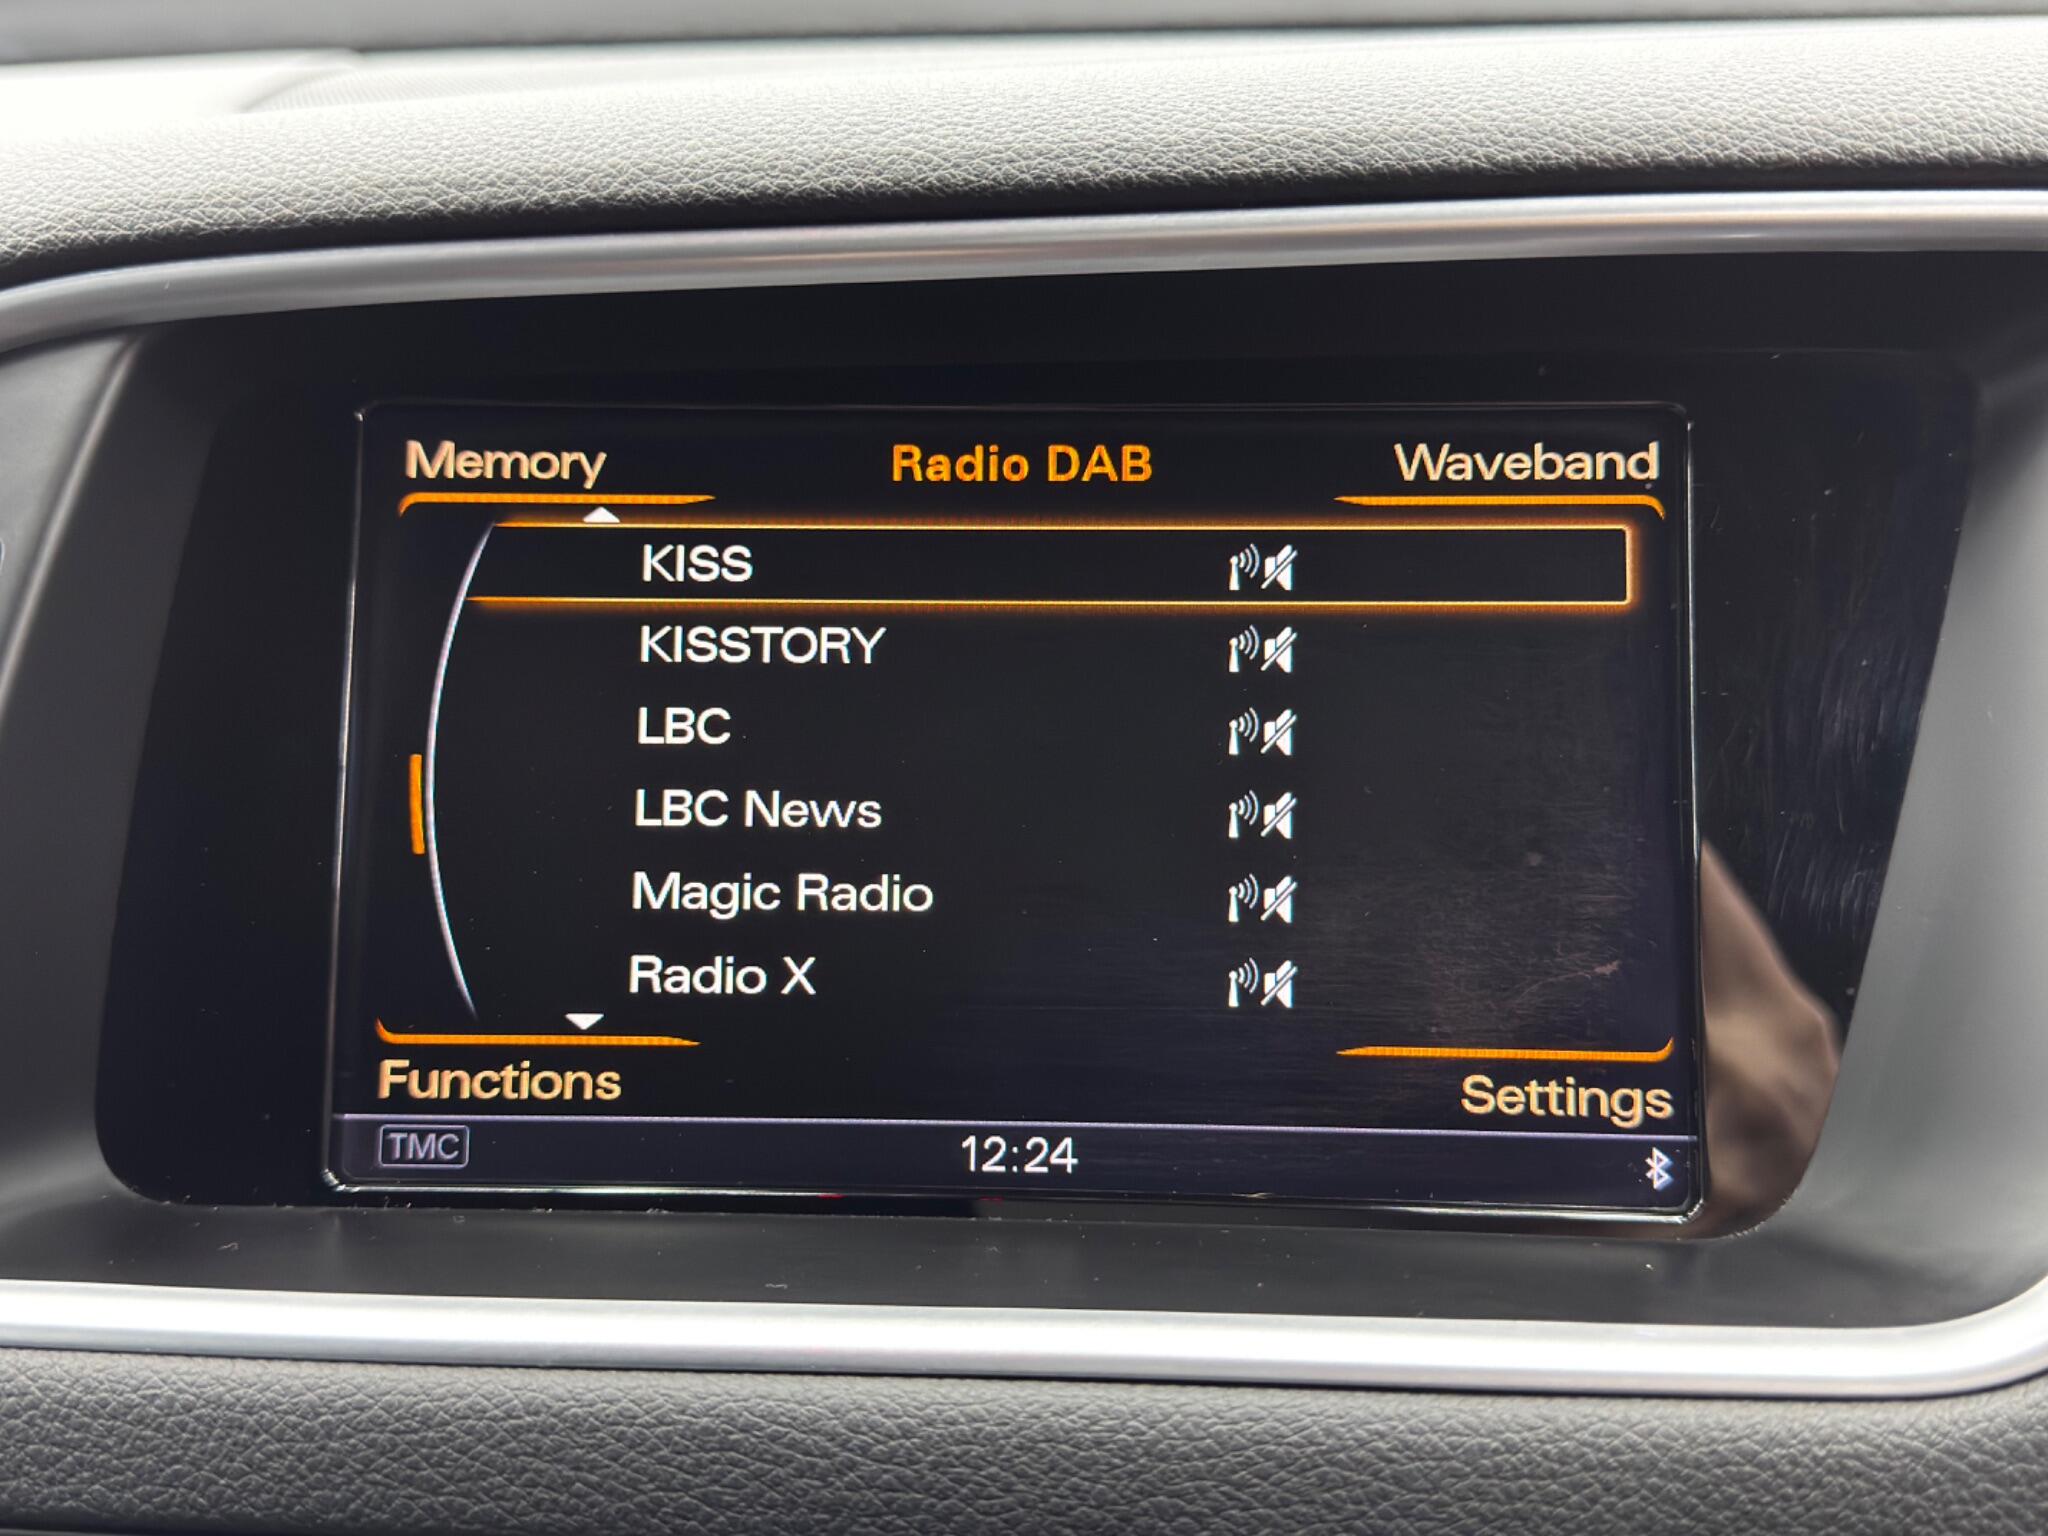 Memory Radio DAB Waveband
KISS
KISSTORY
LBC
LBC News
Magic Radio
Radio X
Functions Settings
TMC 12:24